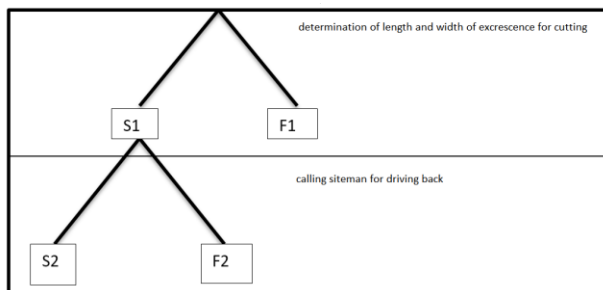 determination of length and width of excrescence for cutting
S1
F1
calling siteman for driving back
S2
F2